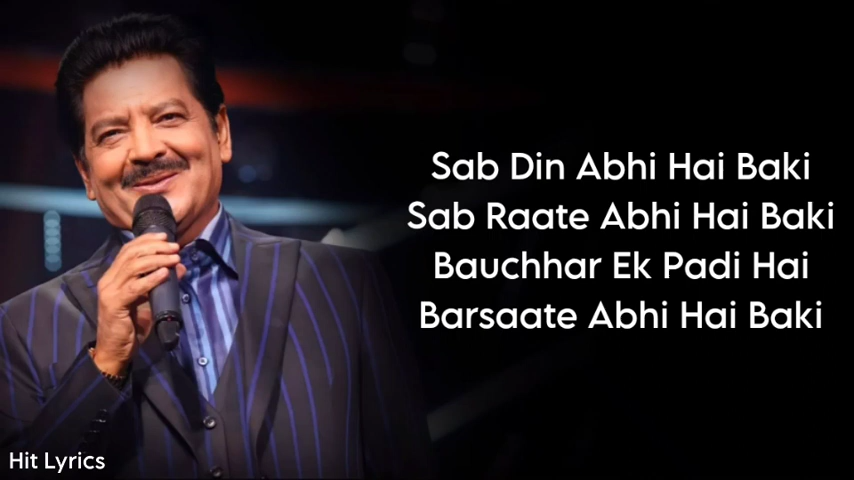 Sab Din Abhi Hai Baki
Sab Raate Abhi Hai Baki
Bauchhar Ek Padi Hai
Barsaate Abhi Hai Baki
Hit Lyrics